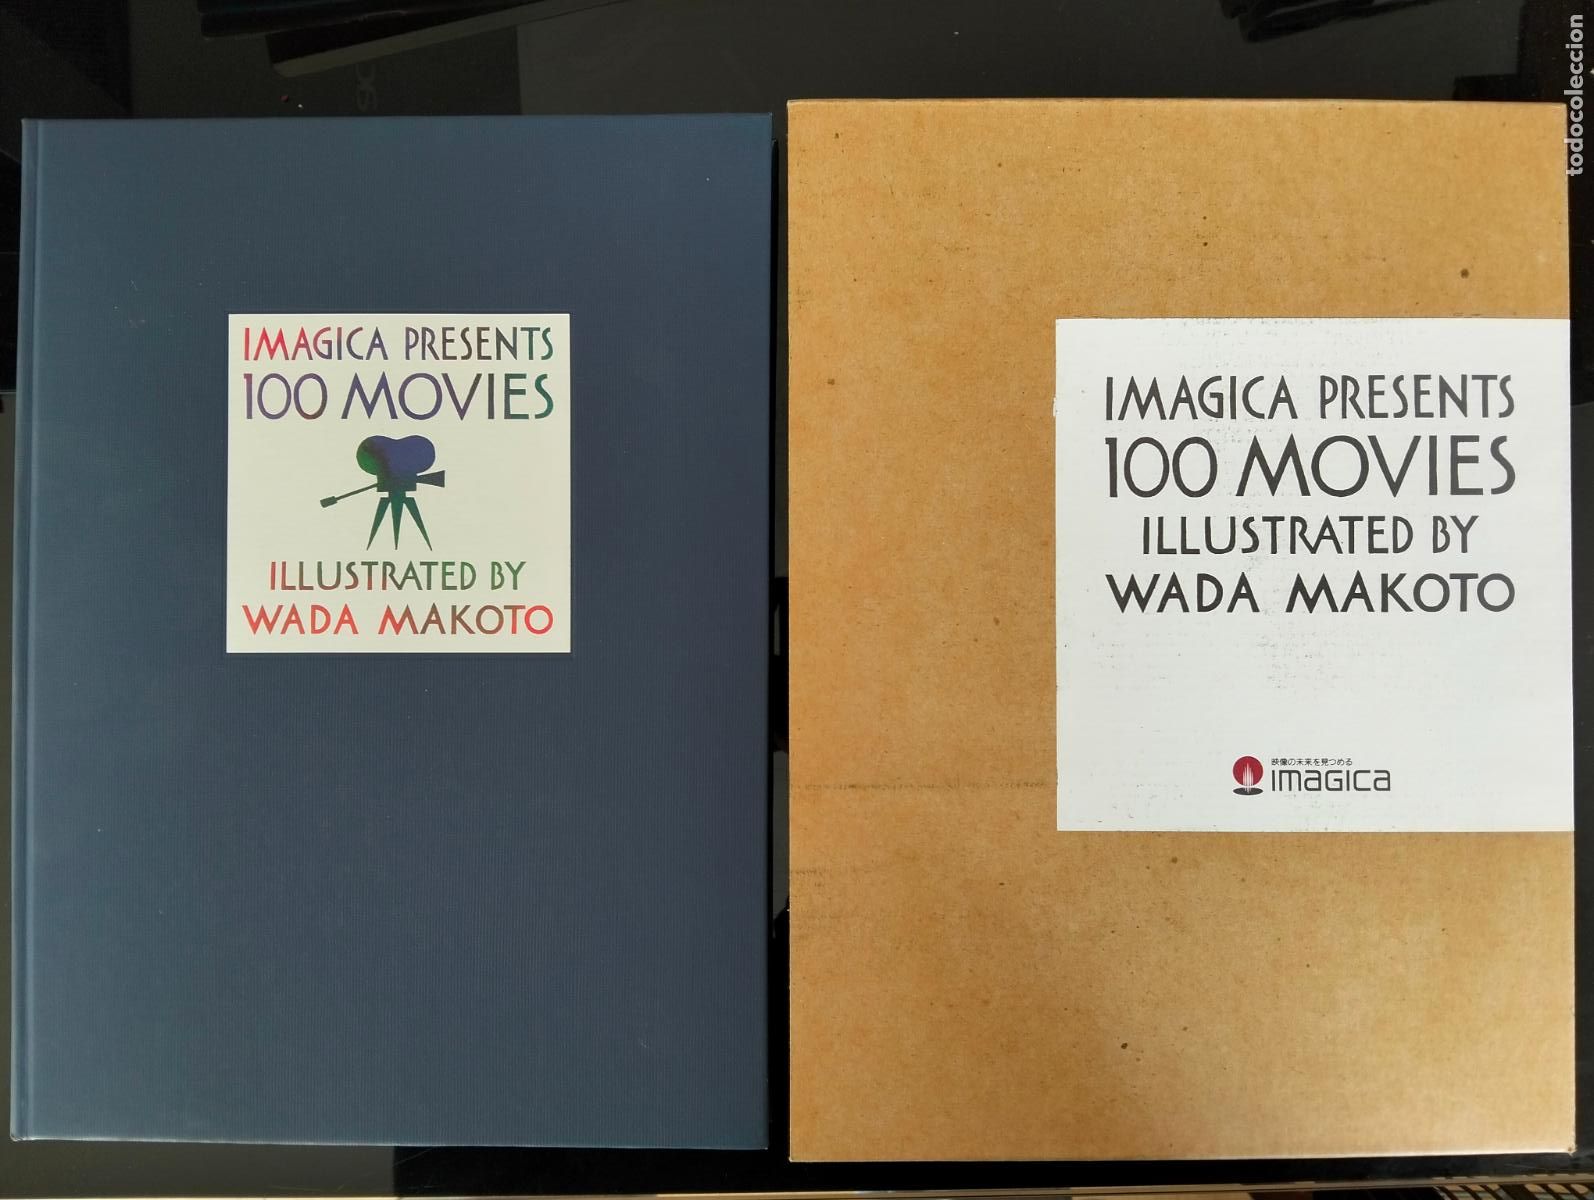 IMAGICA PRESENTS
100 MOVIES
ILLUSTRATED BY
WADA MAKOTO
IMAGICA PRESENTS
100 MOVIES
ILLUSTRATED BY
WADA MAKOTO
映像の未来を見つめる
IMAGICA
todocoleccion